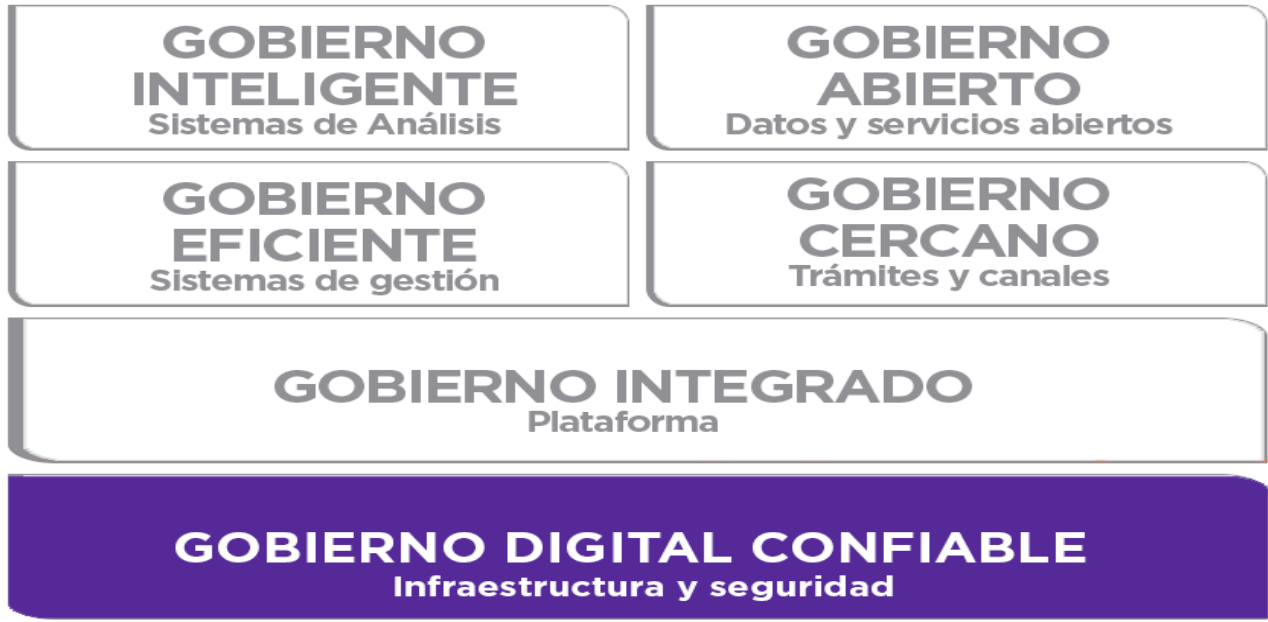 GOBIERNO
INTELIGENTE
Sistemas de Análisis
GOBIERNO
ABIERTO
Datos y servicios abiertos
GOBIERNO
EFICIENTE
Sistemas de gestión
GOBIERNO
CERCANO
Trámites y canales
GOBIERNO INTEGRADO
Plataforma
GOBIERNO DIGITAL CONFIABLE
Infraestructura y seguridad